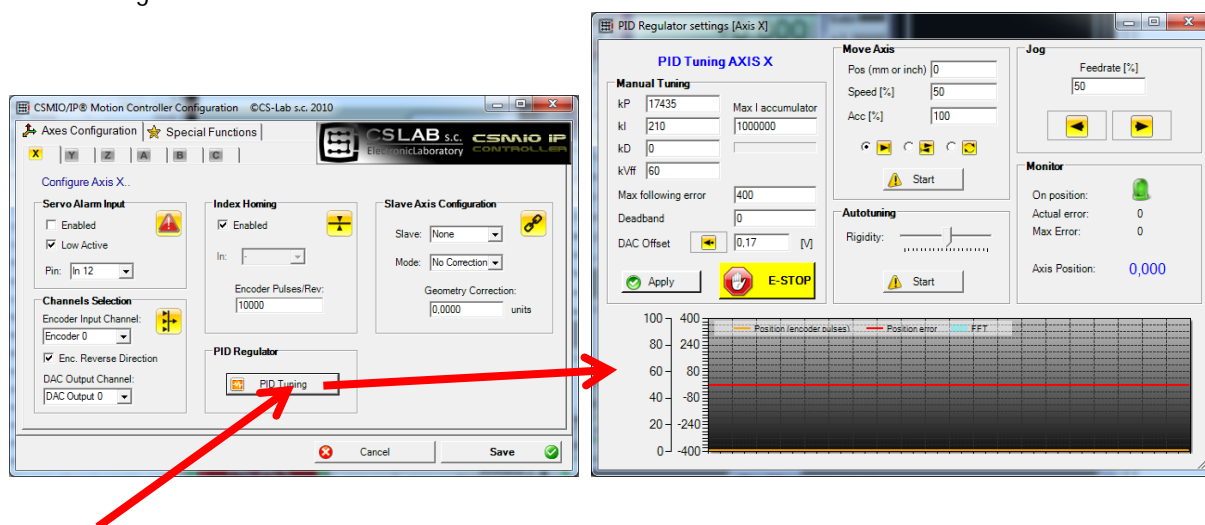 PID Regulator settings [Axis X]
PID Tuning AXIS X
Manual Tuning
kP 17435 Max I accumulator
kI 210 1000000
kD 0
kVff 60
Max following error 400
Deadband 0
DAC Offset 0,17 [V]
Apply E-STOP
Move Axis
Pos (mm or inch) 0
Speed [%] 50
Acc [%] 100
Start
Autotuning
Rigidity:
Start
Jog
Feedrate [%]
50
Monitor
On position:
Actual error: 0
Max Error: 0
Axis Position: 0,000
Position (encoder pulses) Position error FFT
100 400
80 240
60 80
40 -80
20 -240
0 -400
CSMIO/IP® Motion Controller Configuration ©CS-Lab s.c. 2010
Axes Configuration Special Functions
CSLAB s.c. CSMIO IP
ElectronicLaboratory CONTROLLER
X Y Z A B C
Configure Axis X..
Servo Alarm Input
Enabled
Low Active
Pin: In 12
Channels Selection
Encoder Input Channel:
Encoder 0
Enc. Reverse Direction
DAC Output Channel:
DAC Output 0
Index Homing
Enabled
In: -
Encoder Pulses/Rev:
10000
PID Regulator
PID Tuning
Slave Axis Configuration
Slave: None
Mode: No Correction
Geometry Correction:
0,0000 units
Cancel Save